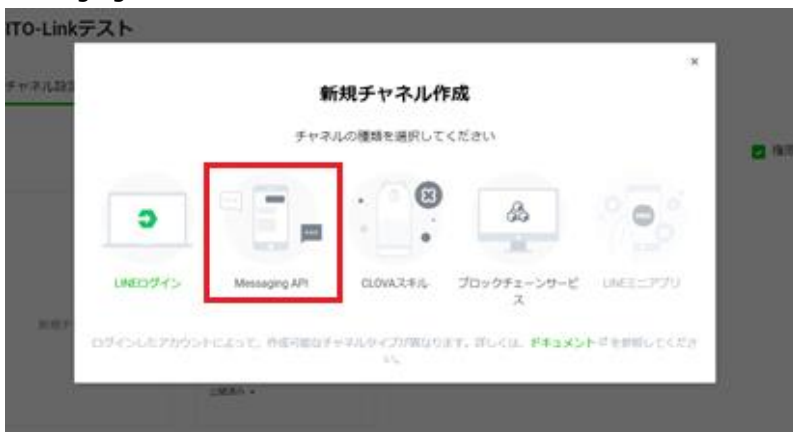 ITO-Linkテスト
チャネル設定
×
新規チャネル作成
チャネルの種類を選択してください
権限
LINEログイン
Messaging API
CLOVAスキル
ブロックチェーンサービ
ス
LINEミニアプリ
ログインしたアカウントによって、作成可能なチャネルタイプが異なります。詳しくは、ドキュメントを参照してくださ
い。
公開済み